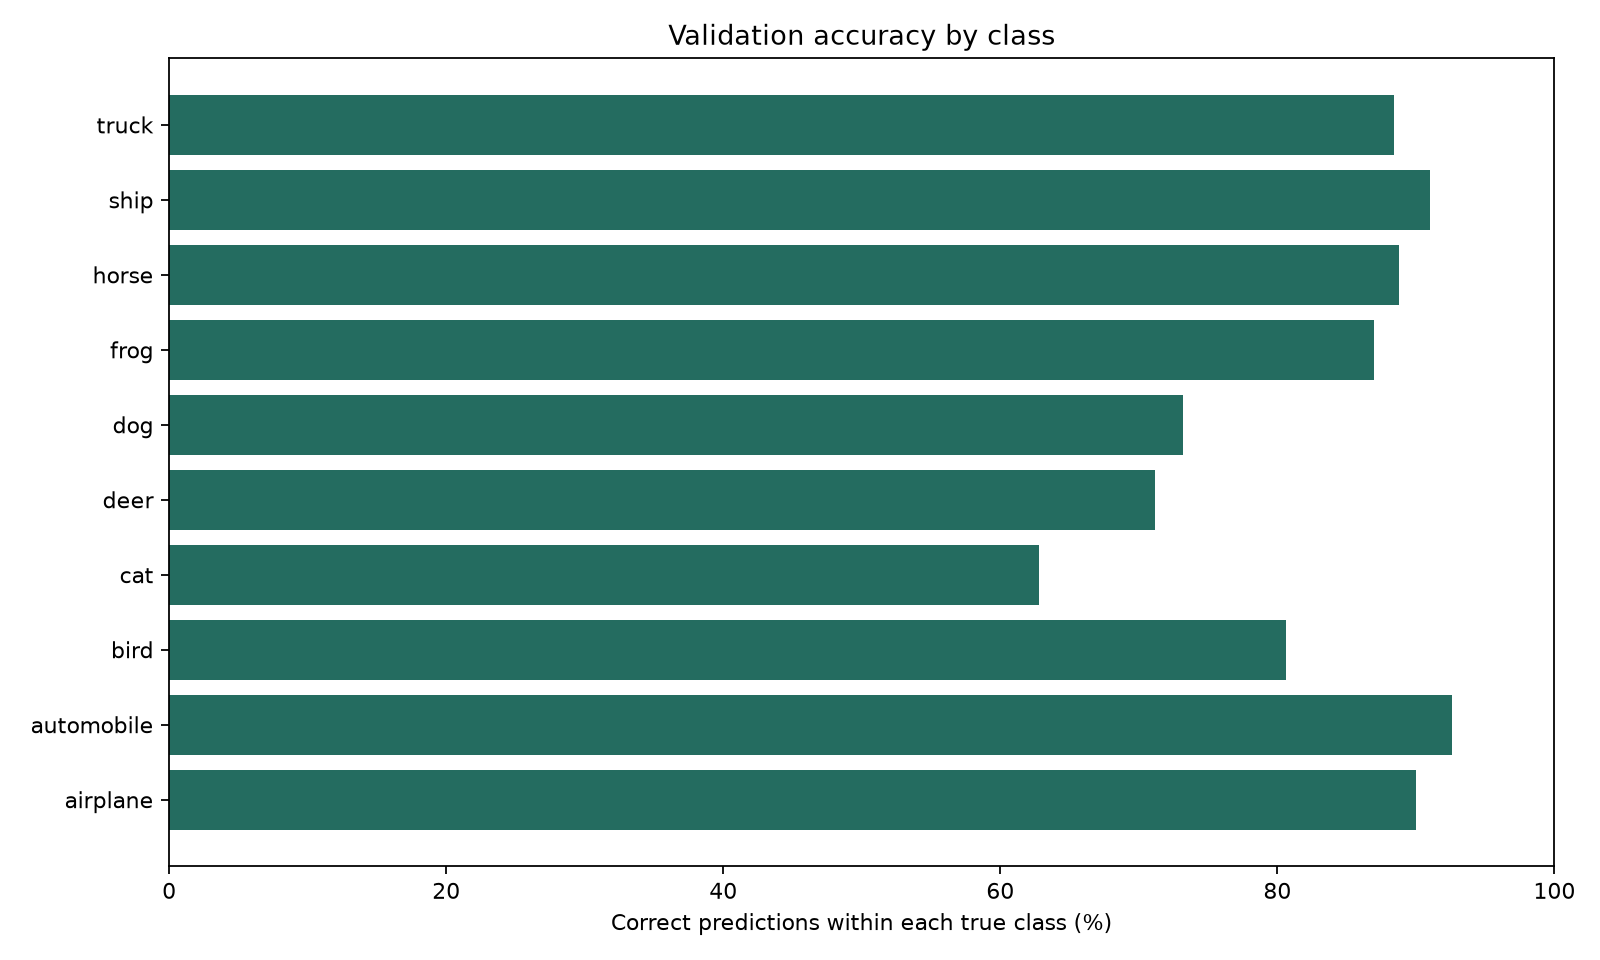 Validation accuracy by class
truck
ship
horse
frog
dog
deer
cat
bird
automobile
airplane
0 20 40 60 80 100
Correct predictions within each true class (%)